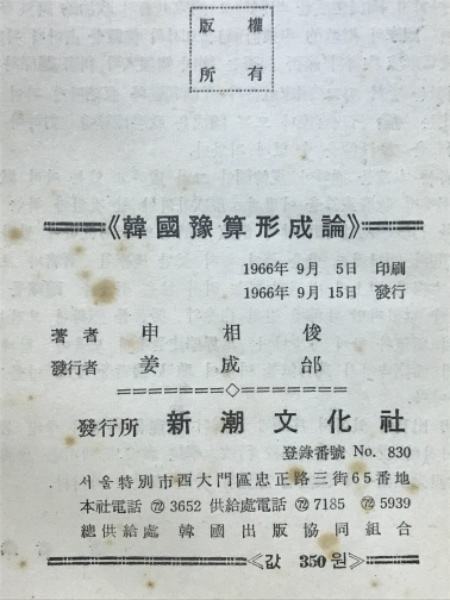 版權
所有
《韓國豫算形成論》
1966年 9月 5日 印刷
1966年 9月 15日 發行
著者 申相俊
發行者 姜成邰
發行所 新潮文化社
登錄番號 No. 830
서울特別市西大門區忠正路三街65番地
本社電話 ㉒ 3652 供給處電話 ㉒ 7185 ㉒ 5939
總供給處 韓國出版協同組合
≪값 350원≫